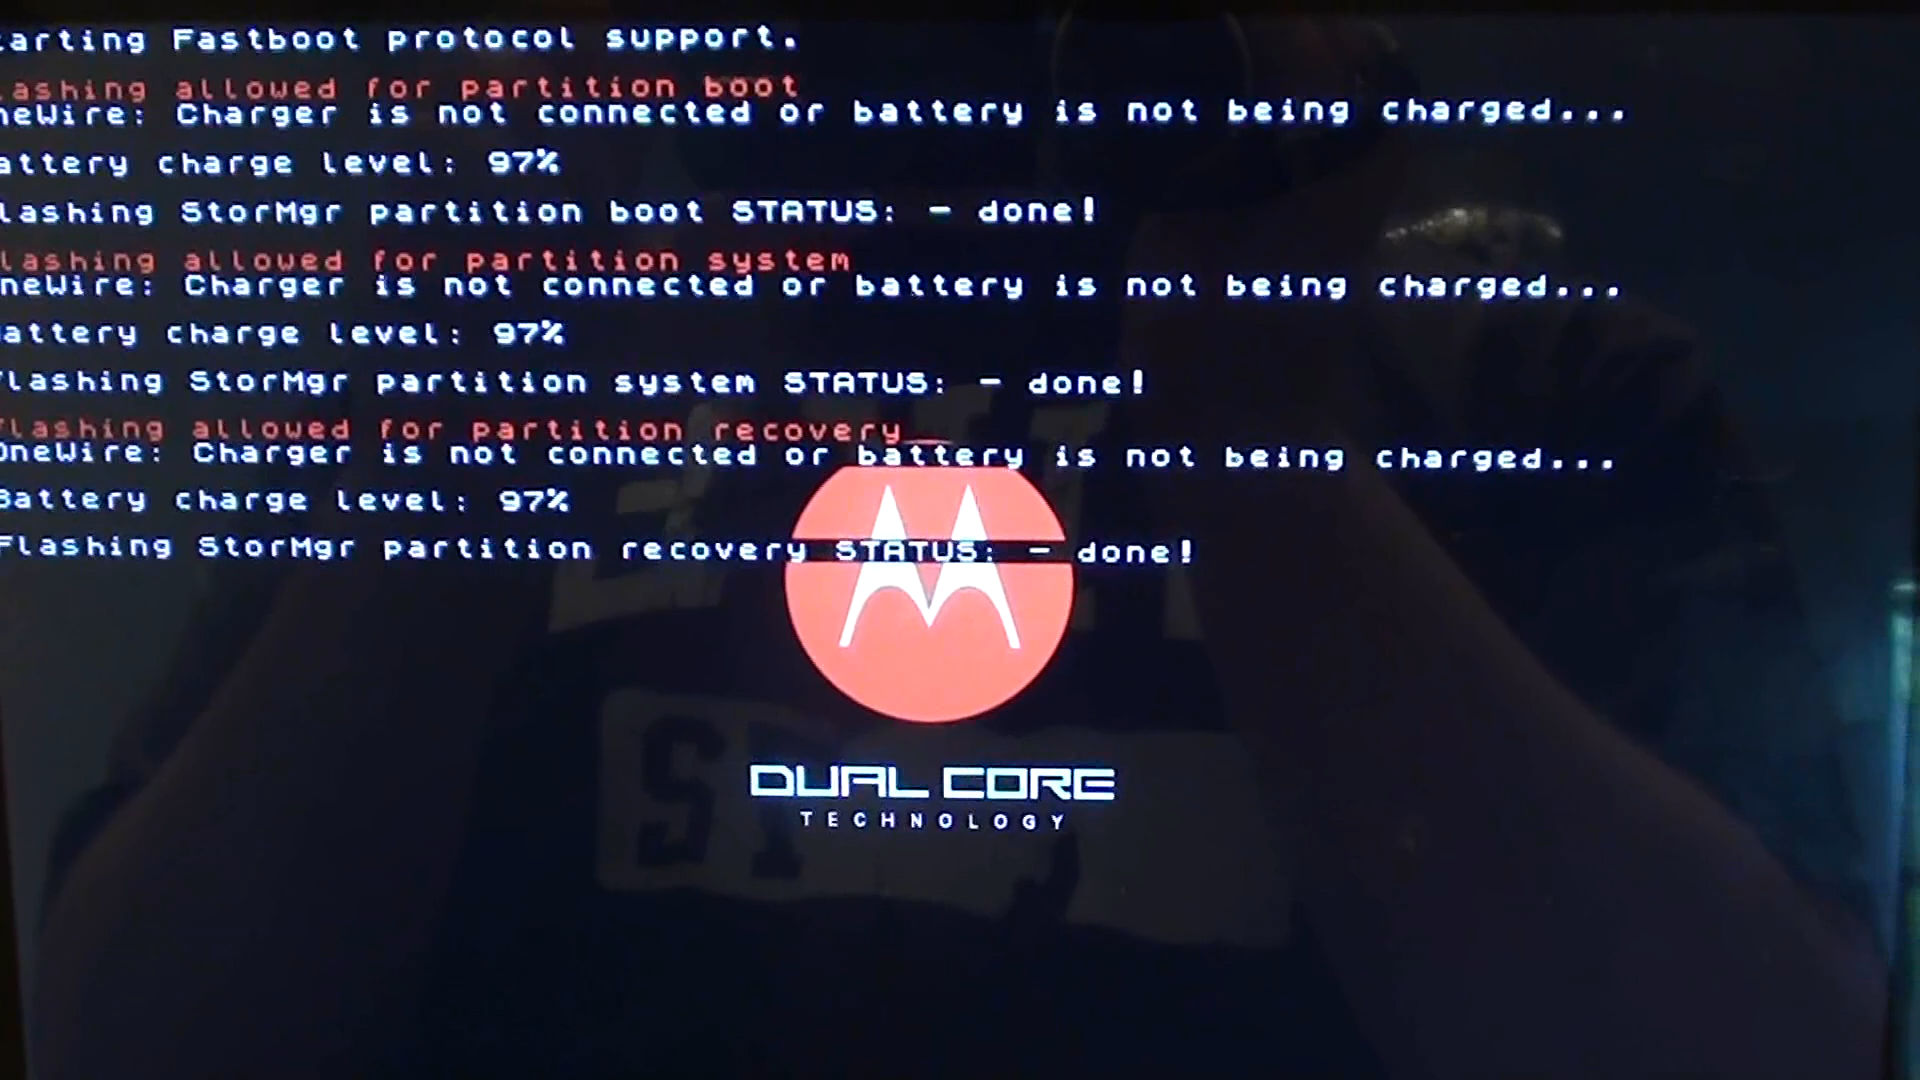 tarting Fastboot protocol support.
lashing allowed for partition boot
neWire: Charger is not connected or battery is not being charged...
attery charge level: 97%
lashing StorMgr partition boot STATUS: - done!
lashing allowed for partition system
neWire: Charger is not connected or battery is not being charged...
attery charge level: 97%
Flashing StorMgr partition system STATUS: - done!
flashing allowed for partition recovery
OneWire: Charger is not connected or battery is not being charged...
Battery charge level: 97%
Flashing StorMgr partition recovery STATUS: - done!
DUAL CORE
TECHNOLOGY